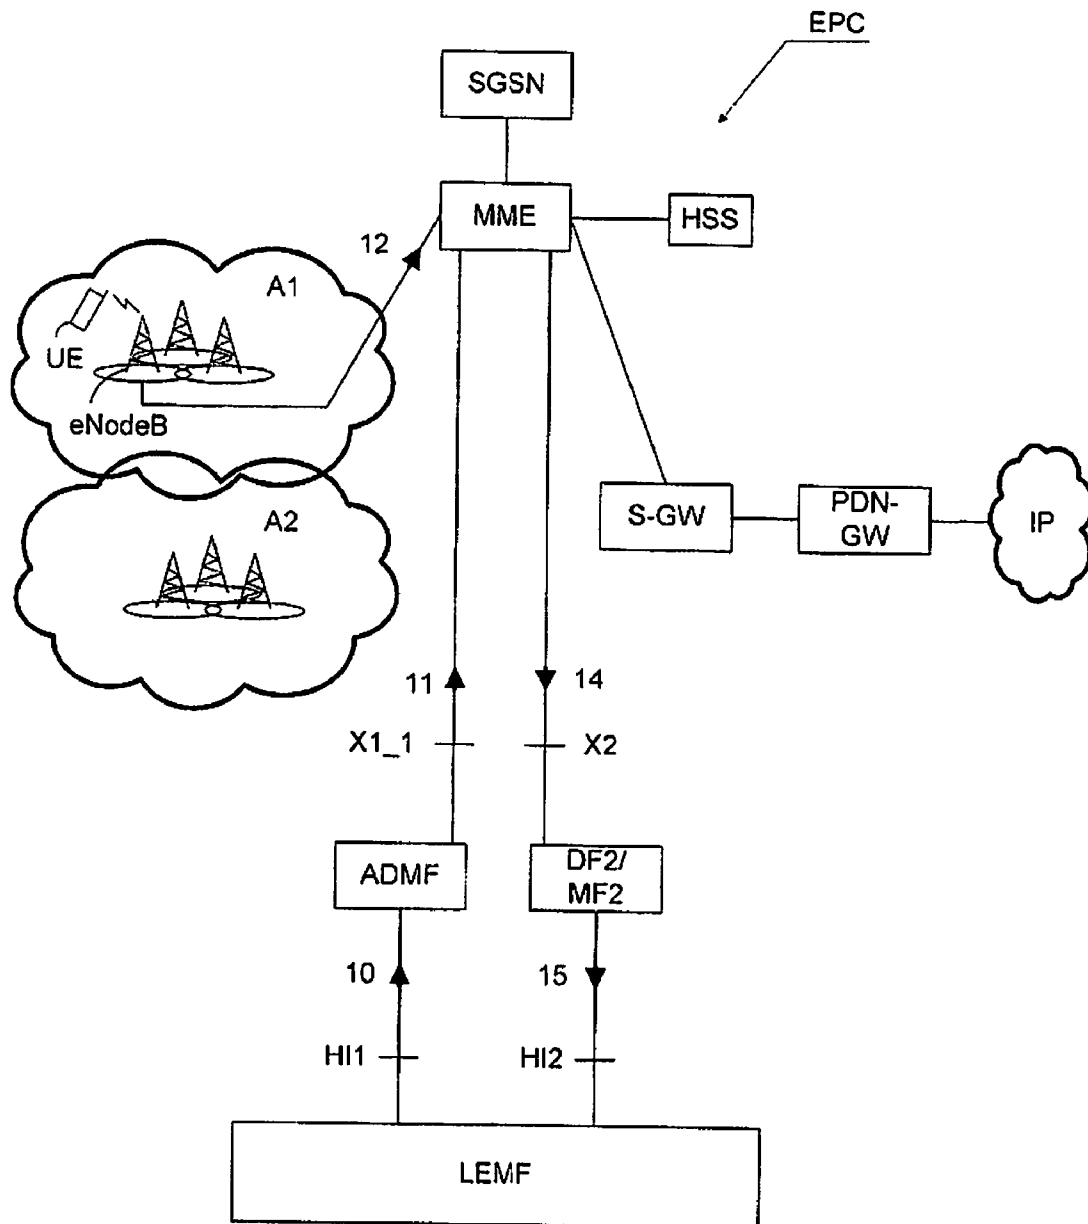 EPC
SGSN
MME
HSS
12
A1
UE
eNodeB
A2
S-GW
PDN-
GW
IP
11
14
X1_1
X2
ADMF
DF2/
MF2
10
15
HI1
HI2
LEMF